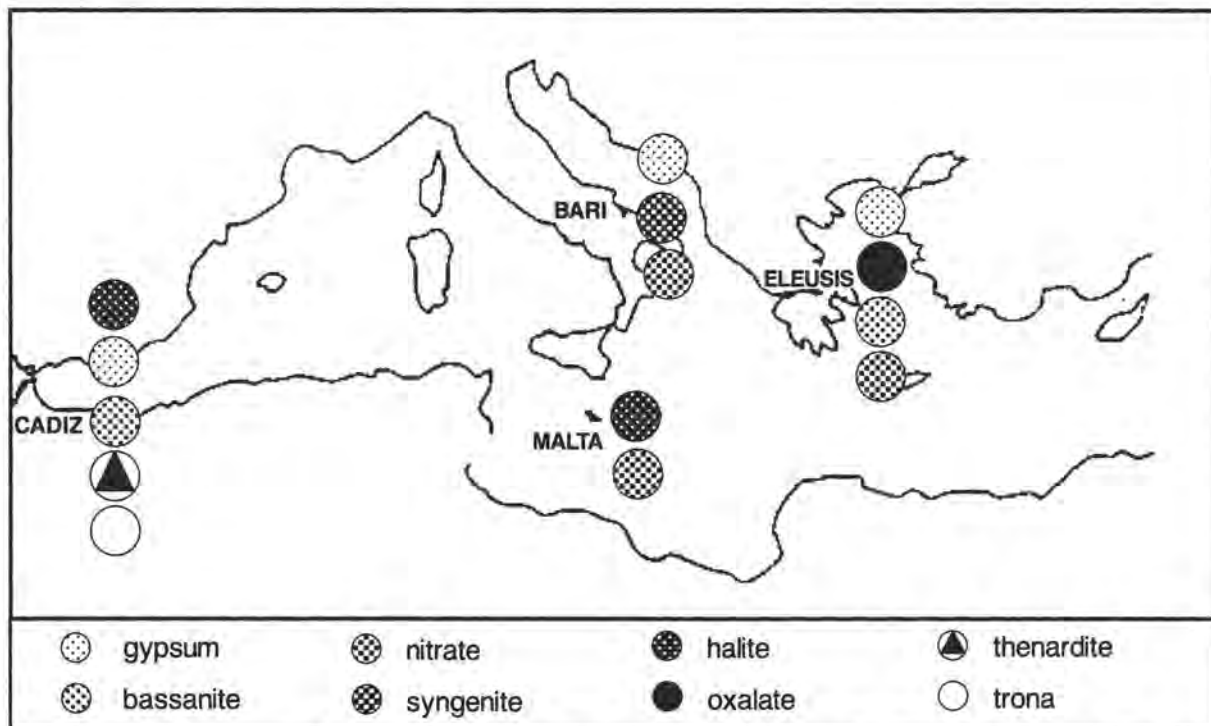 BARI
ELEUSIS
CADIZ
MALTA
gypsum nitrate halite thenardite
bassanite syngenite oxalate trona